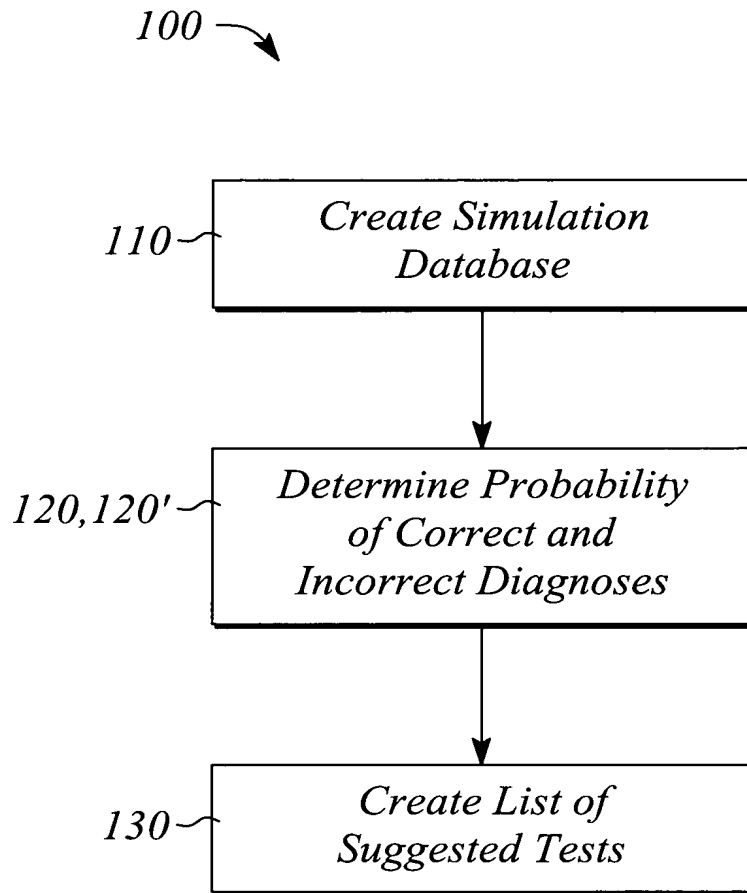 100
110
Create Simulation
Database
120,120'
Determine Probability
of Correct and
Incorrect Diagnoses
130
Create List of
Suggested Tests